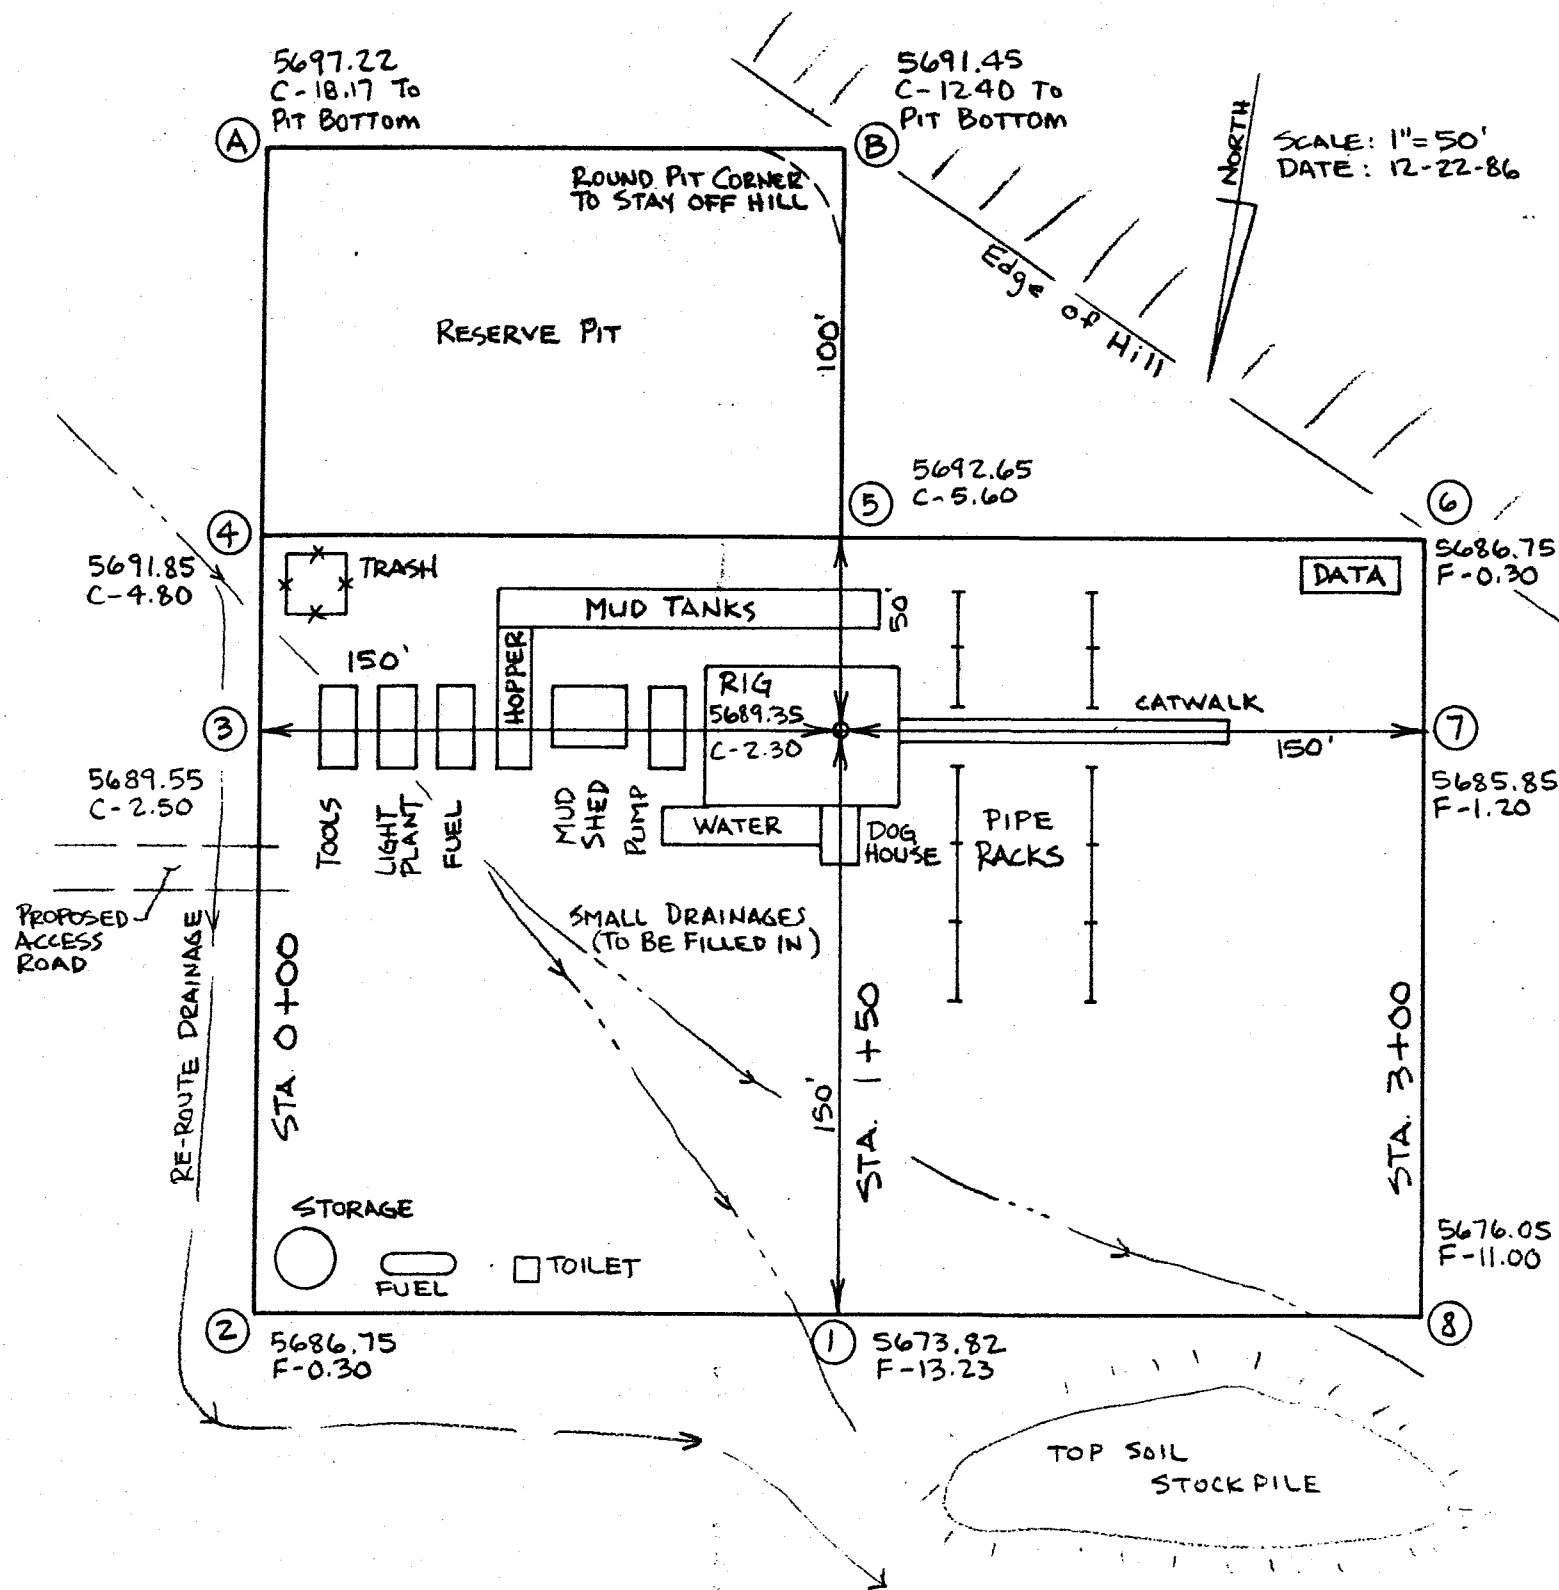 5697.22
C-18.17 To
PIT BOTTOM
5691.45
C-12.40 To
PIT BOTTOM
A
B
NORTH
SCALE: 1"=50'
DATE: 12-22-86
ROUND PIT CORNER
TO STAY OFF HILL
Edge of Hill
RESERVE PIT
100'
5692.65
C-5.60
4
5
6
5691.85
C-4.80
TRASH
MUD TANKS
50'
DATA
5686.75
F-0.30
150'
HOPPER
RIG
5689.35
C-2.30
CATWALK
150'
3
7
5689.55
C-2.50
5685.85
F-1.20
TOOLS
LIGHT
PLANT
FUEL
MUD
SHED
PUMP
WATER
DOG
HOUSE
PIPE
RACKS
PROPOSED
ACCESS
ROAD
RE-ROUTE DRAINAGE
STA. 0+00
SMALL DRAINAGES
(TO BE FILLED IN)
150'
STA. 1+50
STA. 3+00
STORAGE
FUEL
TOILET
5676.05
F-11.00
2
5686.75
F-0.30
1
5673.82
F-13.23
8
TOP SOIL
STOCKPILE